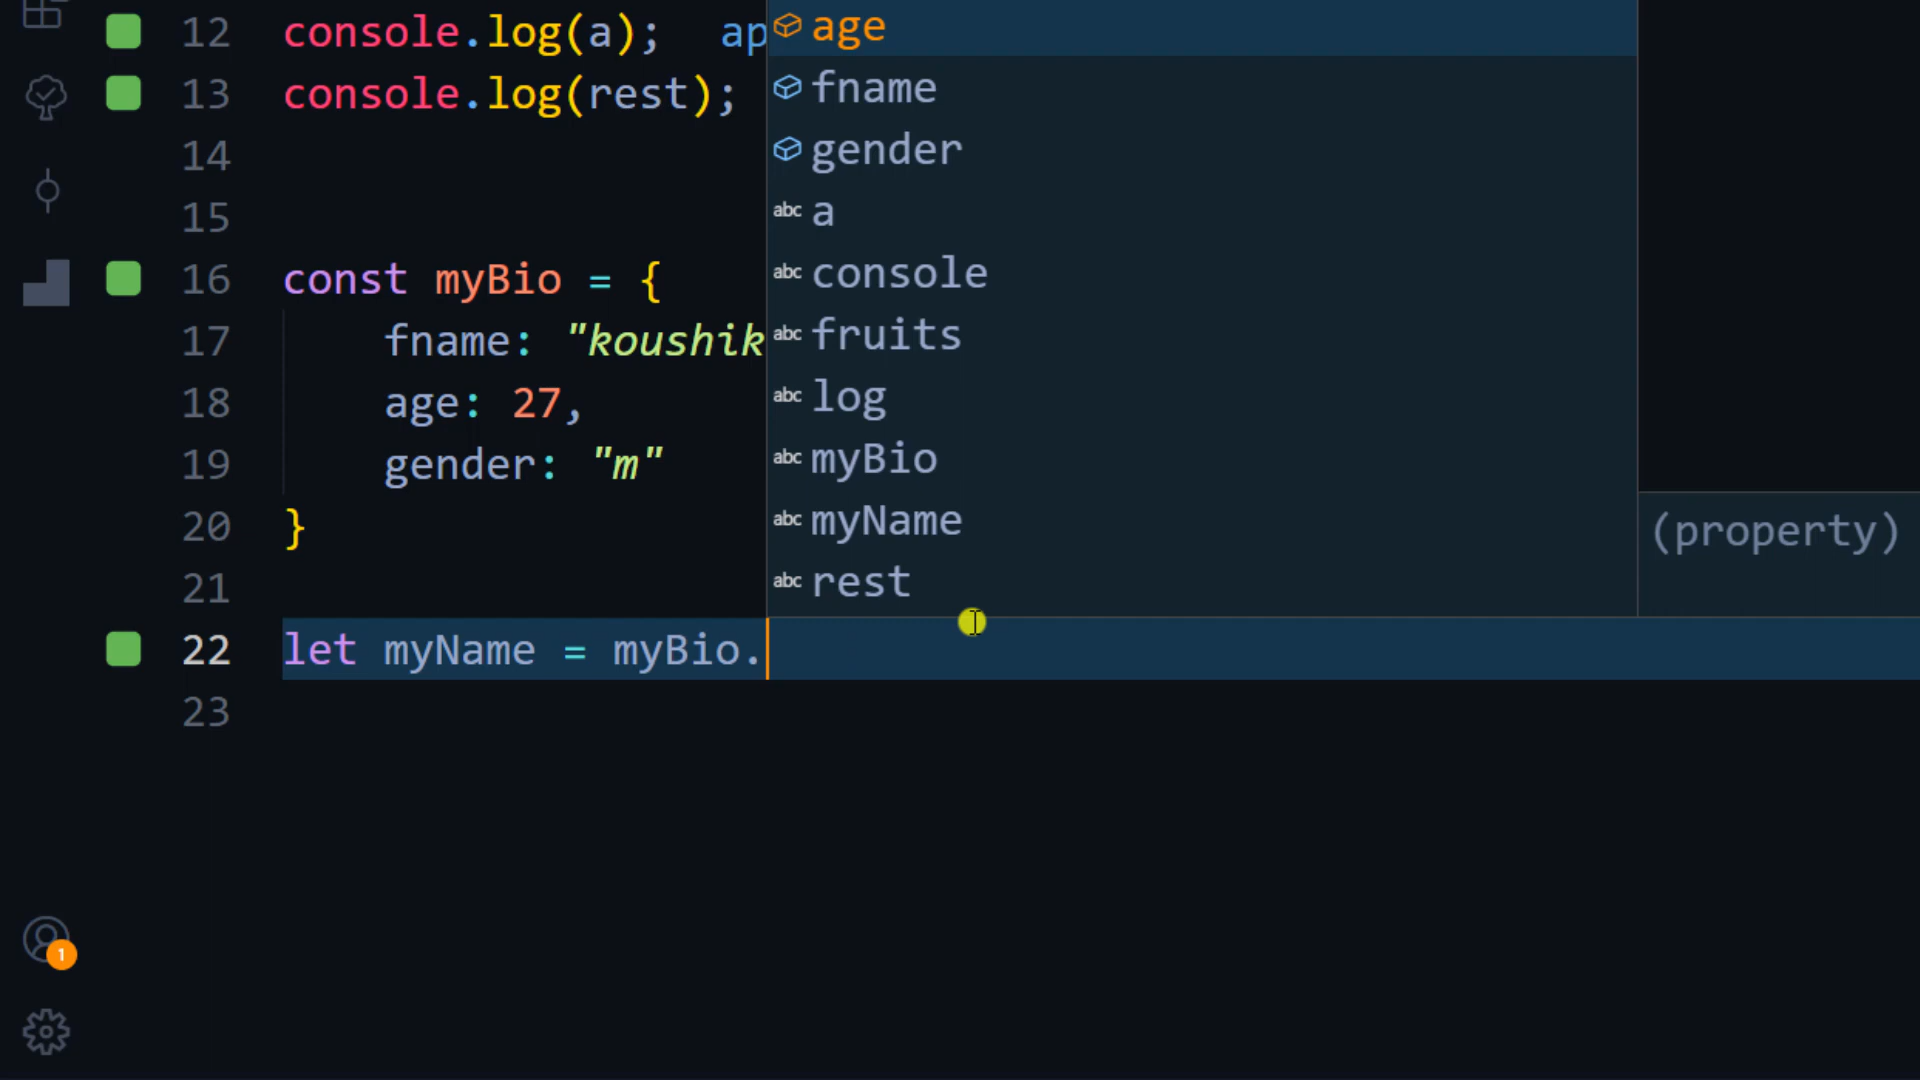 12 console.log(a); ap
13 console.log(rest);
14
15
16 const myBio = {
17 fname: "koushik
18 age: 27,
19 gender: "m"
20 }
21
22 let myName = myBio.
23
age
fname
gender
abc a
abc console
abc fruits
abc log
abc myBio
abc myName
abc rest
(property)
1